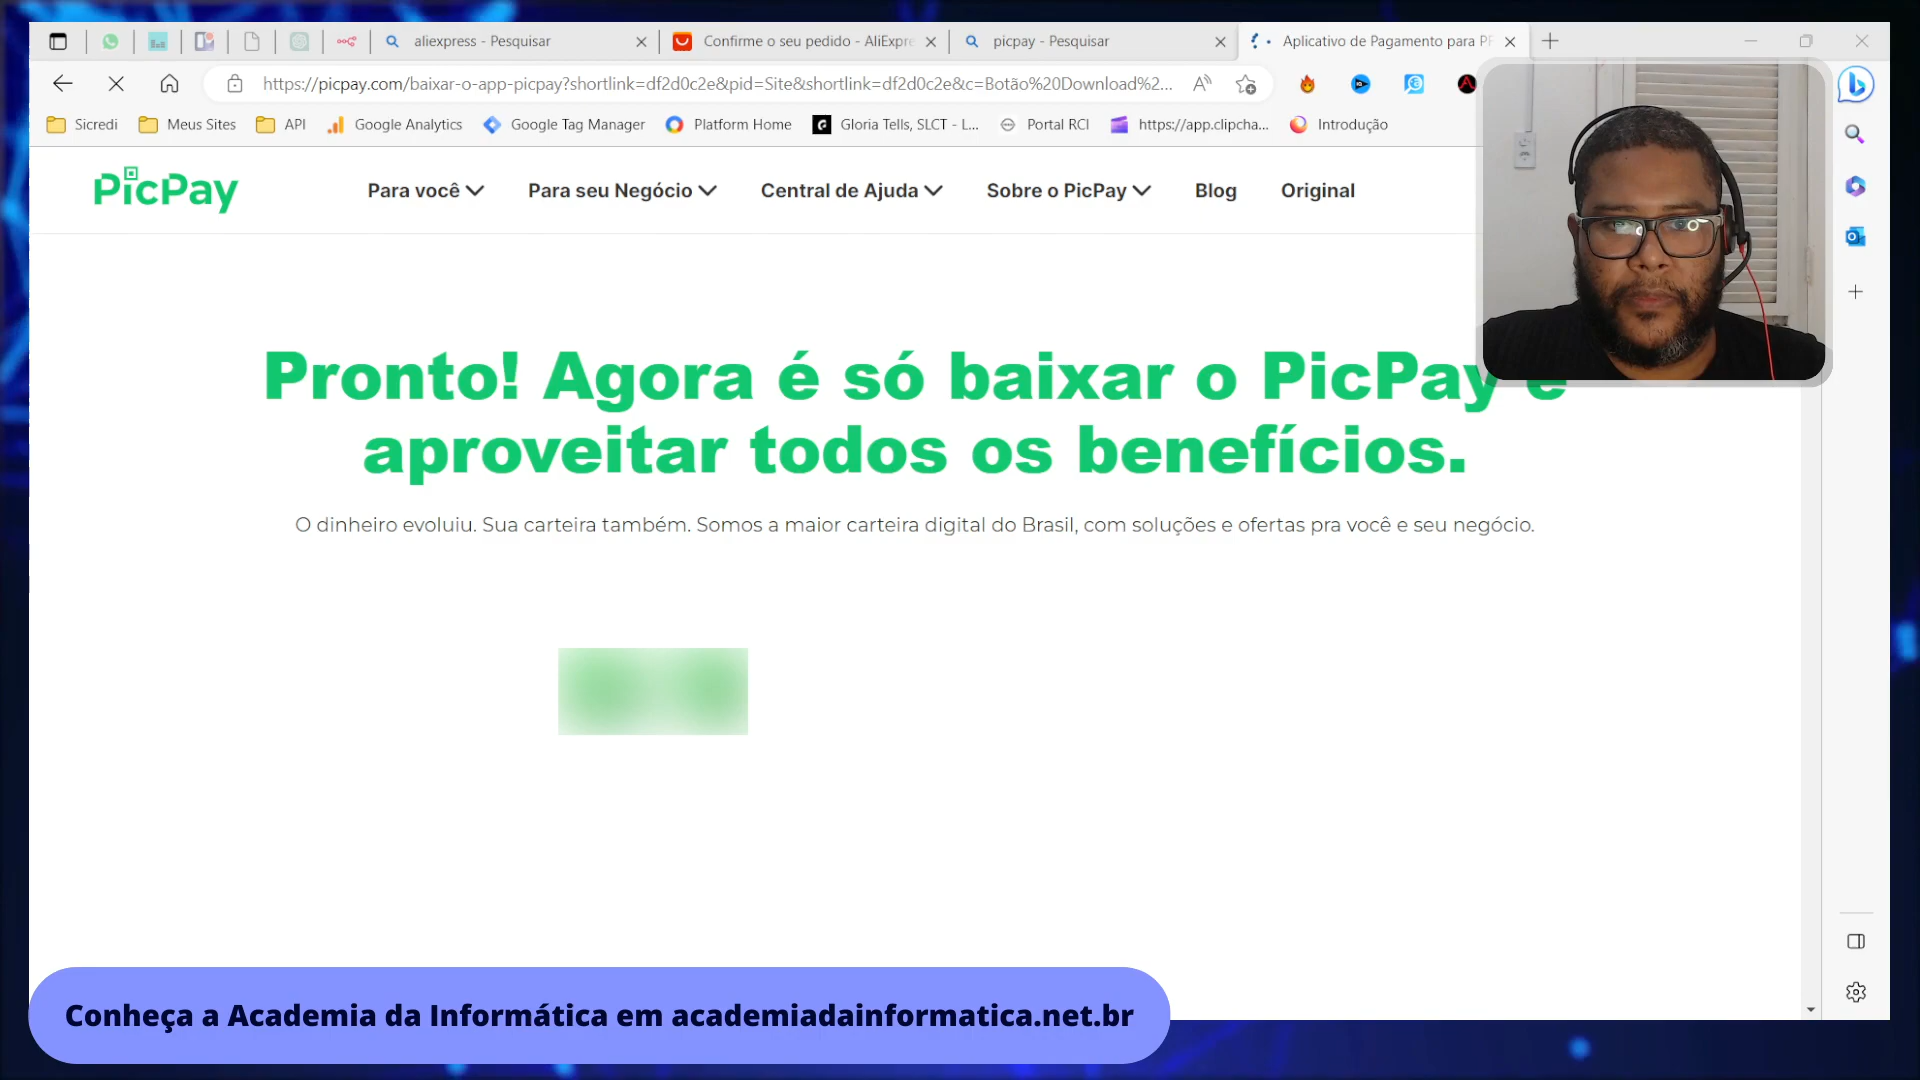 aliexpress - Pesquisar
Confirme o seu pedido - AliExpre
picpay - Pesquisar
Aplicativo de Pagamento para PF
https://picpay.com/baixar-o-app-picpay?shortlink=df2d0c2e&pid=Site&shortlink=df2d0c2e&c=Botão%20Download%2...
Sicredi
Meus Sites
API
Google Analytics
Google Tag Manager
Platform Home
Gloria Tells, SLCT - L...
Portal RCI
https://app.clipcha...
Introdução
PicPay
Para você
Para seu Negócio
Central de Ajuda
Sobre o PicPay
Blog
Original
Pronto! Agora é só baixar o PicPay e
aproveitar todos os benefícios.
O dinheiro evoluiu. Sua carteira também. Somos a maior carteira digital do Brasil, com soluções e ofertas pra você e seu negócio.
Conheça a Academia da Informática em academiadainformatica.net.br